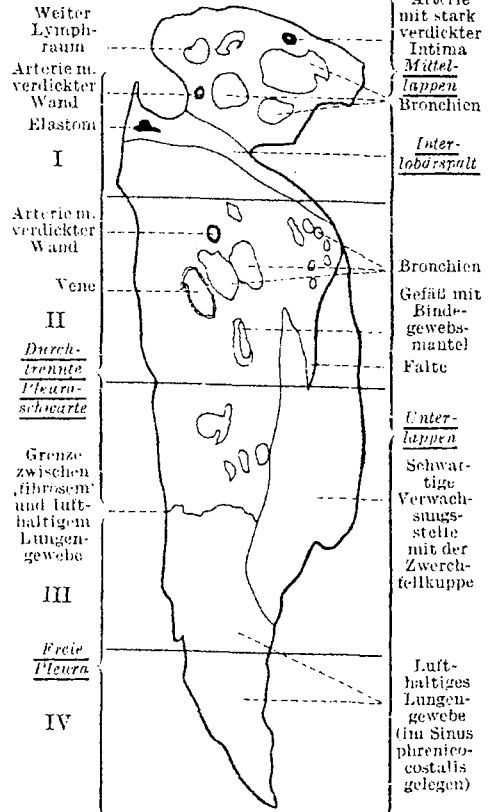 Weiter
Lymph-
raum
Arterie m.
verdickter
Wand
Elastom
I
Arterie m.
verdickter
Wand
Vene
II
Durch-
trennte
Pleura-
schwarte
Grenze
zwischen
„fibrösem“
und luft-
haltigem
Lungen-
gewebe
III
Freie
Pleura
IV
Arterie
mit stark
verdickter
Intima
Mittel-
lappen
Bronchien
Inter-
lobärspalt
Bronchien
Gefäß mit
Binde-
gewebs-
mantel
Falte
Unter-
lappen
Schwar-
tige
Verwach-
sungs-
stelle
mit der
Zwerch-
fellkuppe
Luft-
haltiges
Lungen-
gewebe
(im Sinus
phrenico-
costalis
gelegen)